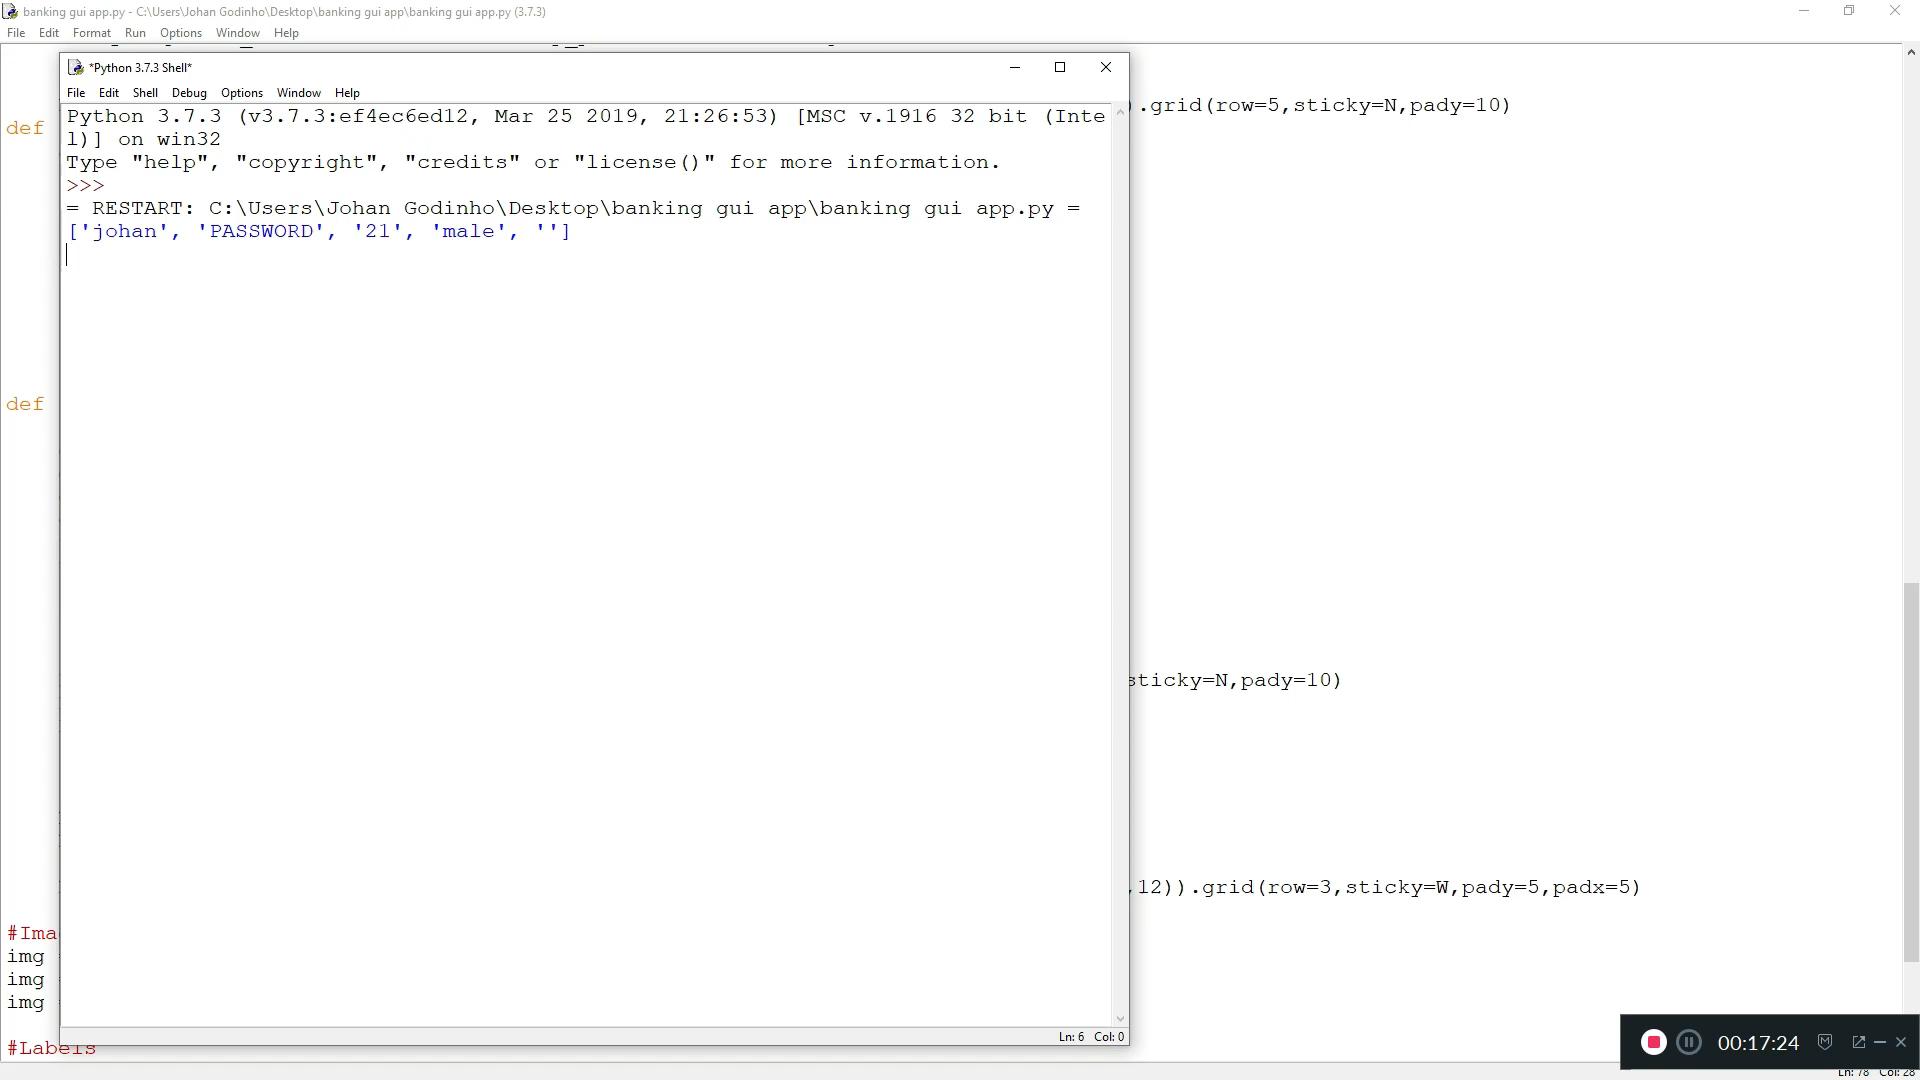 banking gui app.py - C:\Users\Johan Godinho\Desktop\banking gui app\banking gui app.py (3.7.3)
File Edit Format Run Options Window Help
*Python 3.7.3 Shell*
File Edit Shell Debug Options Window Help
Python 3.7.3 (v3.7.3:ef4ec6ed12, Mar 25 2019, 21:26:53) [MSC v.1916 32 bit (Inte
l)] on win32
Type "help", "copyright", "credits" or "license()" for more information.
>>>
= RESTART: C:\Users\Johan Godinho\Desktop\banking gui app\banking gui app.py =
['johan', 'PASSWORD', '21', 'male', '']
Ln: 6 Col: 0
).grid(row=5,sticky=N,pady=10)
def
def
sticky=N,pady=10)
,12)).grid(row=3,sticky=W,pady=5,padx=5)
#Ima
img
img
img
#Labels
00:17:24
Ln: 78 Col: 28